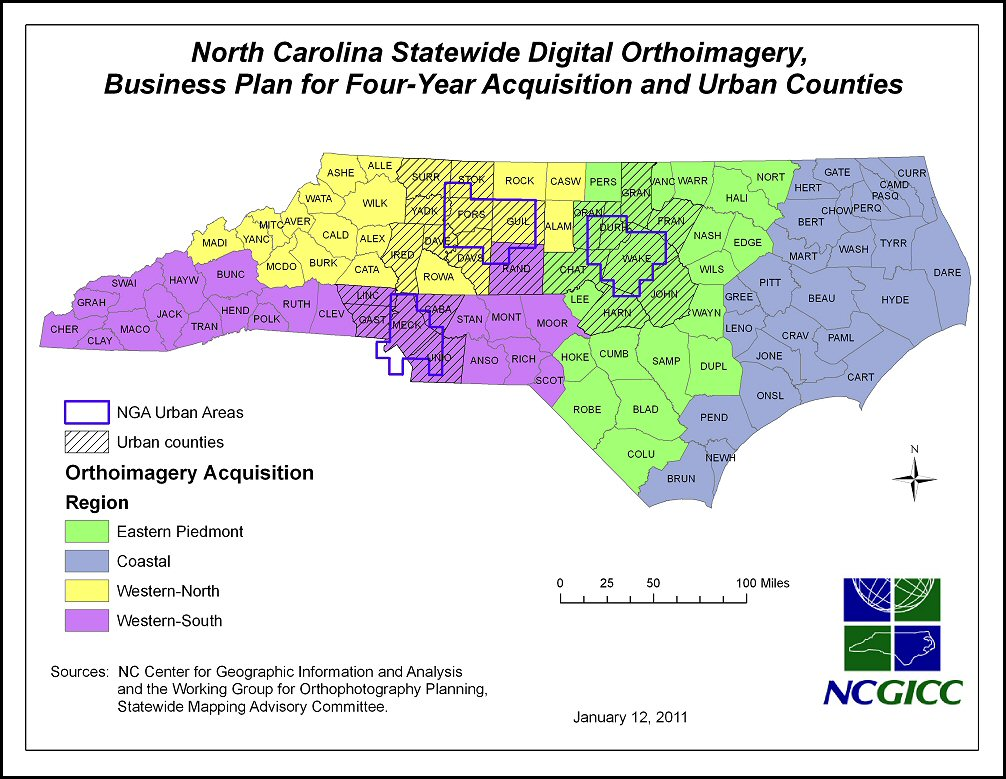 North Carolina Statewide Digital Orthoimagery,
Business Plan for Four-Year Acquisition and Urban Counties
ASHE
ALLE
SURR
STOK
ROCK
CASW
PERS
GRAN
VANC
WARR
NORT
HERT
GATE
CURR
CAMD
PASQ
PERQ
CHOW
WATA
WILK
YADK
FORS
GUIL
ALAM
ORAN
DURH
FRAN
HALI
BERT
MITC
AVER
MADI
YANC
CALD
ALEX
IRED
DAVE
DAVS
NASH
EDGE
MART
WASH
TYRR
DARE
MCDO
BURK
CATA
ROWA
RAND
CHAT
WAKE
WILS
PITT
BEAU
HYDE
SWAI
HAYW
BUNC
GRAH
JACK
HEND
RUTH
POLK
CLEV
LINC
GAST
CABA
MECK
STAN
MONT
MOOR
LEE
HARN
JOHN
WAYN
GREE
LENO
CRAV
PAML
CHER
MACO
CLAY
TRAN
UNIO
ANSO
RICH
SCOT
HOKE
CUMB
SAMP
DUPL
JONE
CART
ONSL
ROBE
BLAD
PEND
COLU
NEWH
BRUN
NGA Urban Areas
Urban counties
Orthoimagery Acquisition
Region
Eastern Piedmont
Coastal
Western-North
Western-South
N
0 25 50 100 Miles
Sources: NC Center for Geographic Information and Analysis
and the Working Group for Orthophotography Planning,
Statewide Mapping Advisory Committee.
January 12, 2011
NCGICC